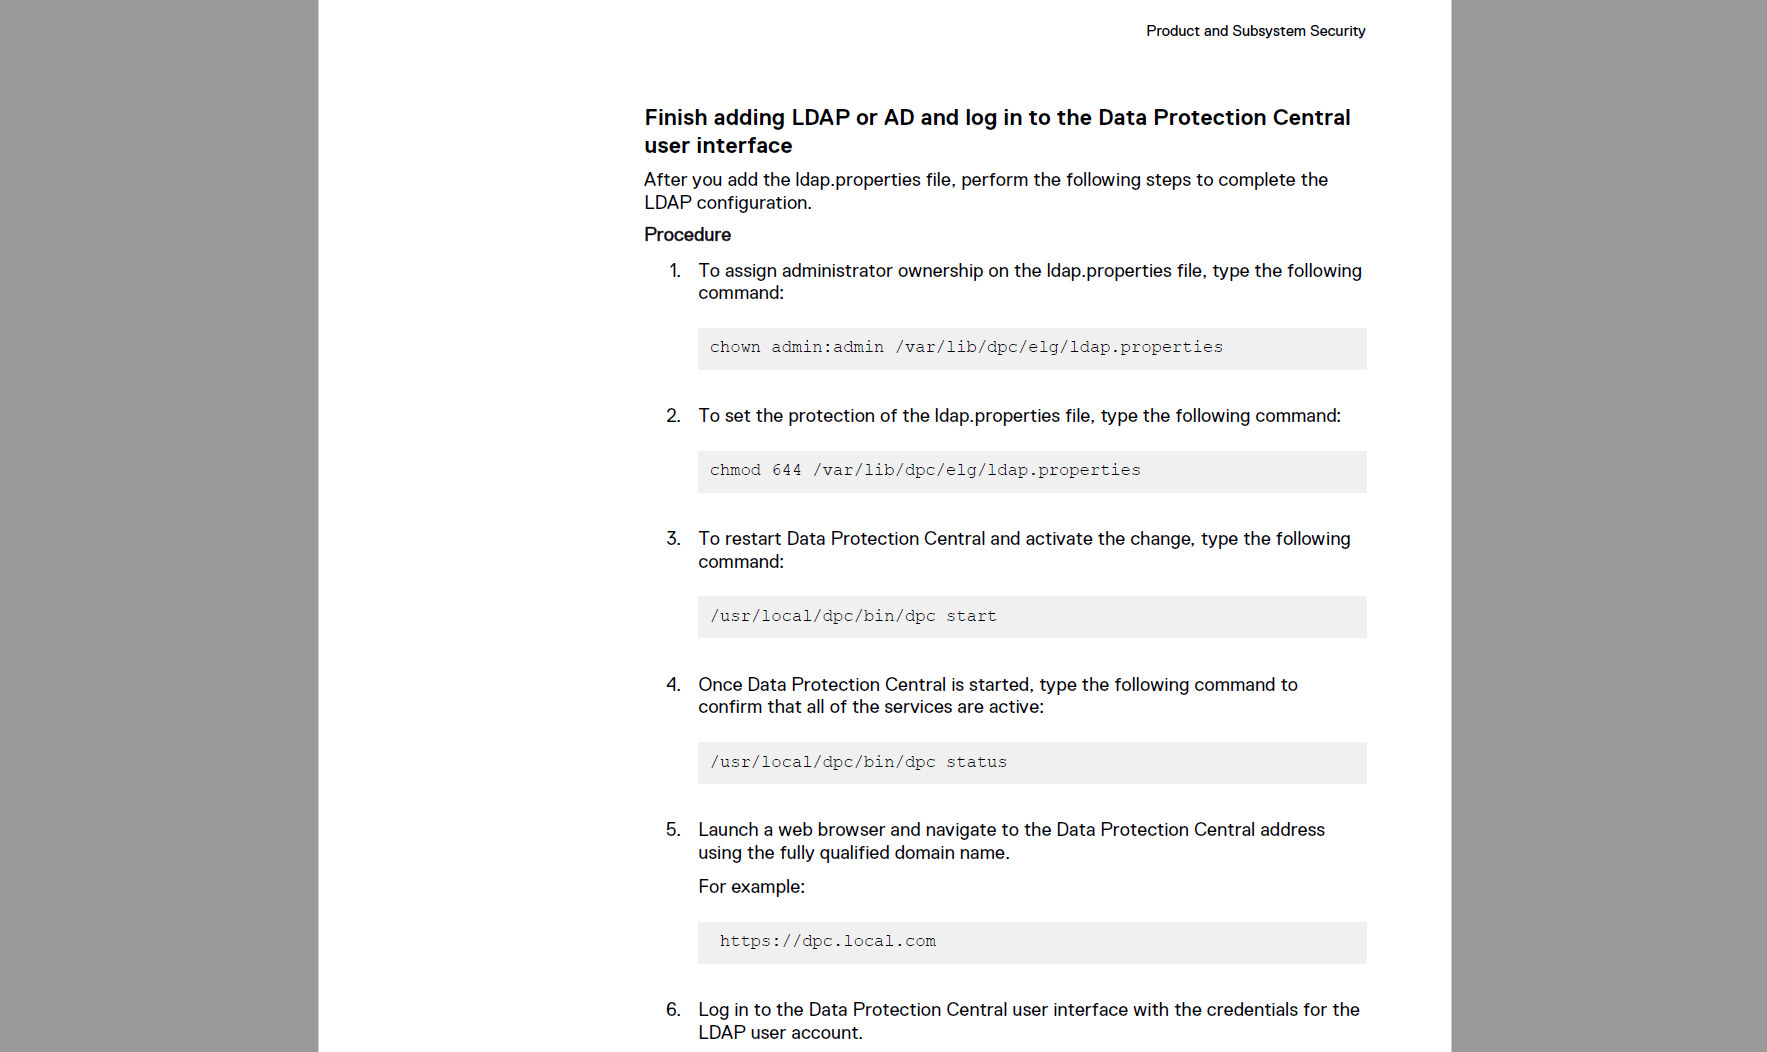 Product and Subsystem Security
Finish adding LDAP or AD and log in to the Data Protection Central
user interface
After you add the ldap.properties file, perform the following steps to complete the
LDAP configuration.
Procedure
1. To assign administrator ownership on the ldap.properties file, type the following
command:
chown admin:admin /var/lib/dpc/elg/ldap.properties
2. To set the protection of the ldap.properties file, type the following command:
chmod 644 /var/lib/dpc/elg/ldap.properties
3. To restart Data Protection Central and activate the change, type the following
command:
/usr/local/dpc/bin/dpc start
4. Once Data Protection Central is started, type the following command to
confirm that all of the services are active:
/usr/local/dpc/bin/dpc status
5. Launch a web browser and navigate to the Data Protection Central address
using the fully qualified domain name.
For example:
https://dpc.local.com
6. Log in to the Data Protection Central user interface with the credentials for the
LDAP user account.